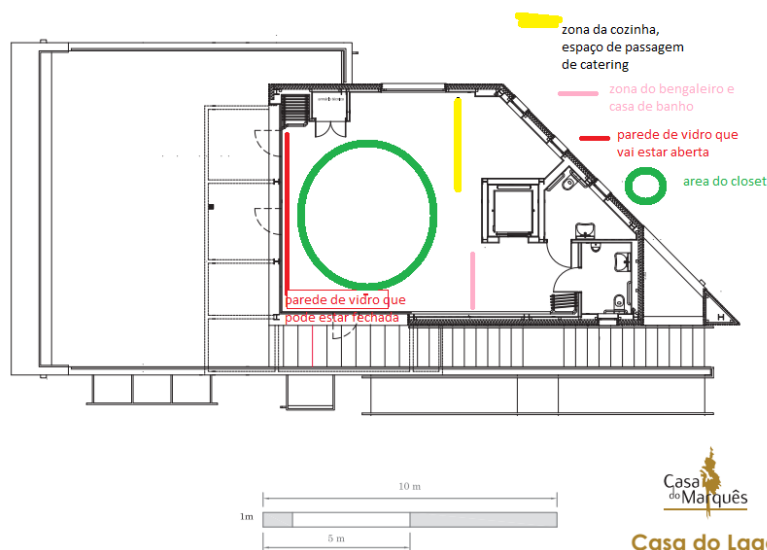 zona da cozinha,
espaço de passagem
de catering
zona do bengaleiro e
casa de banho
parede de vidro que
vai estar aberta
area do closet
parede de vidro que
pode estar fechada
H
10 m
1m
5 m
Casa
do Marquês
Casa do Lag